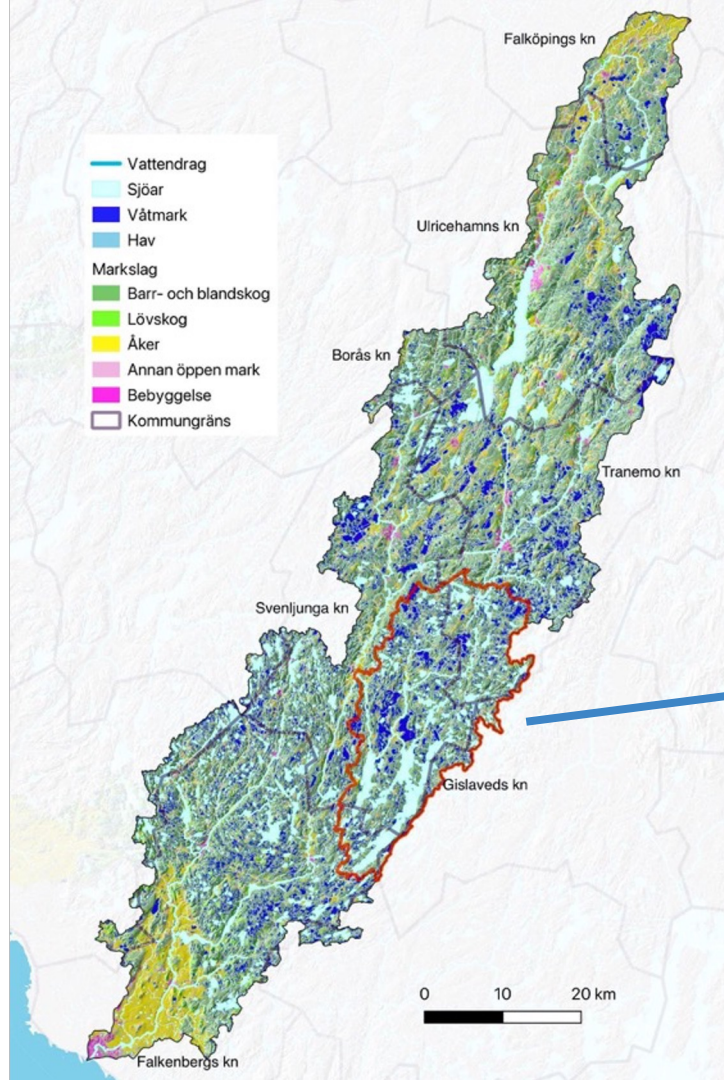 Falköpings kn
Vattendrag
Sjöar
Våtmark
Hav
Markslag
Barr- och blandskog
Lövskog
Åker
Annan öppen mark
Bebyggelse
Kommungräns
Ulricehamns kn
Borås kn
Tranemo kn
Svenljunga kn
Gislaveds kn
0 10 20 km
Falkenbergs kn